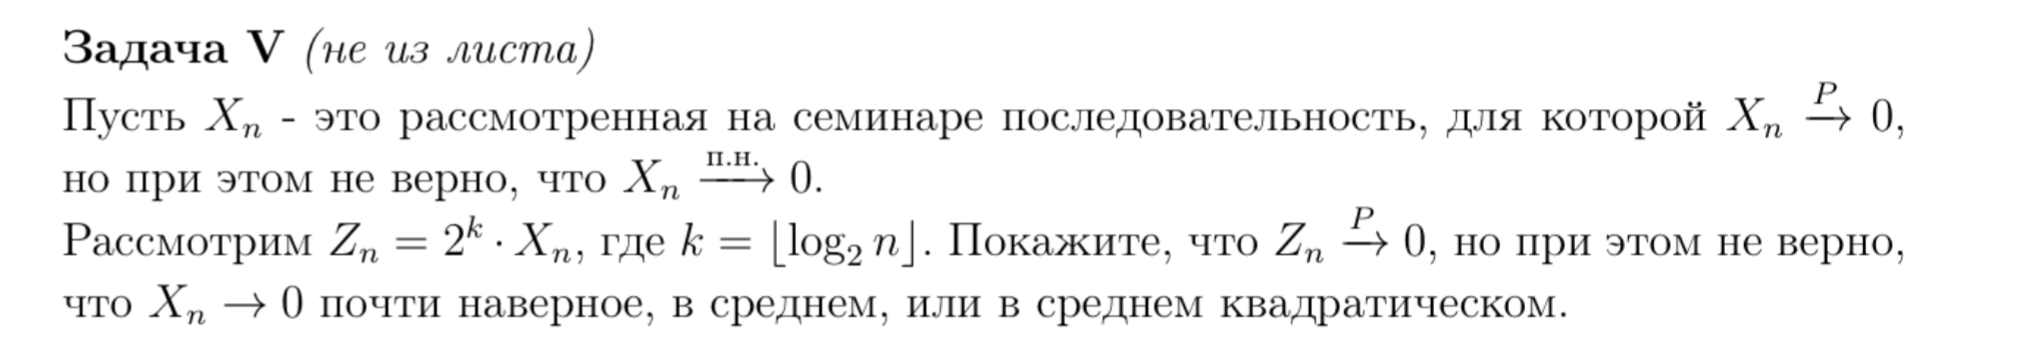 Задача V (не из листа)
Пусть $X_n$ - это рассмотренная на семинаре последовательность, для которой $X_n \xrightarrow{P} 0$,
но при этом не верно, что $X_n \xrightarrow{\text{п.н.}} 0$.
Рассмотрим $Z_n = 2^k \cdot X_n$, где $k = \lfloor \log_2 n \rfloor$. Покажите, что $Z_n \xrightarrow{P} 0$, но при этом не верно,
что $X_n \to 0$ почти наверное, в среднем, или в среднем квадратическом.